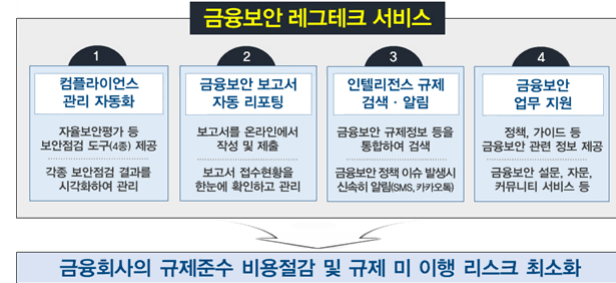 금융보안 레그테크 서비스
1
컴플라이언스
관리 자동화
자율보안평가 등
보안점검 도구(4종) 제공
각종 보안점검 결과를
시각화하여 관리
2
금융보안 보고서
자동 리포팅
보고서를 온라인에서
작성 및 제출
보고서 접수현황을
한눈에 확인하고 관리
3
인텔리전스 규제
검색 · 알림
금융보안 규제정보 등을
통합하여 검색
금융보안 정책 이슈 발생시
신속히 알림(SMS, 카카오톡)
4
금융보안
업무 지원
정책, 가이드 등
금융보안 관련 정보 제공
금융보안 설문, 자문,
커뮤니티 서비스 등
금융회사의 규제준수 비용절감 및 규제 미 이행 리스크 최소화